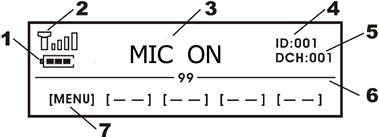 2 3 4
1 MIC ON ID:001 5
DCH:001
99 6
[MENU] [— —] [— —] [— —] [— —]
7